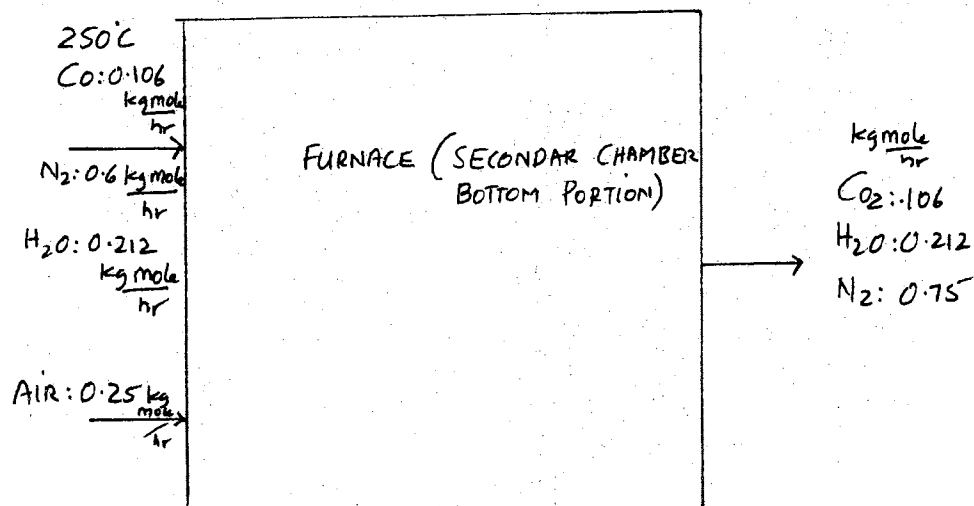 250°C
Co: 0.106
kgmole
hr
N2: 0.6 kgmole
hr
H2O: 0.212
kgmole
hr
AIR: 0.25 kg
mole
/hr
FURNACE (SECONDAR CHAMBER
BOTTOM PORTION)
kgmole
hr
CO2: .106
H2O: 0.212
N2: 0.75